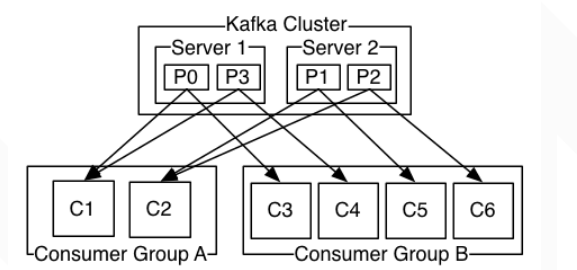 Kafka Cluster
Server 1 Server 2
P0 P3 P1 P2
C1 C2 C3 C4 C5 C6
Consumer Group A Consumer Group B